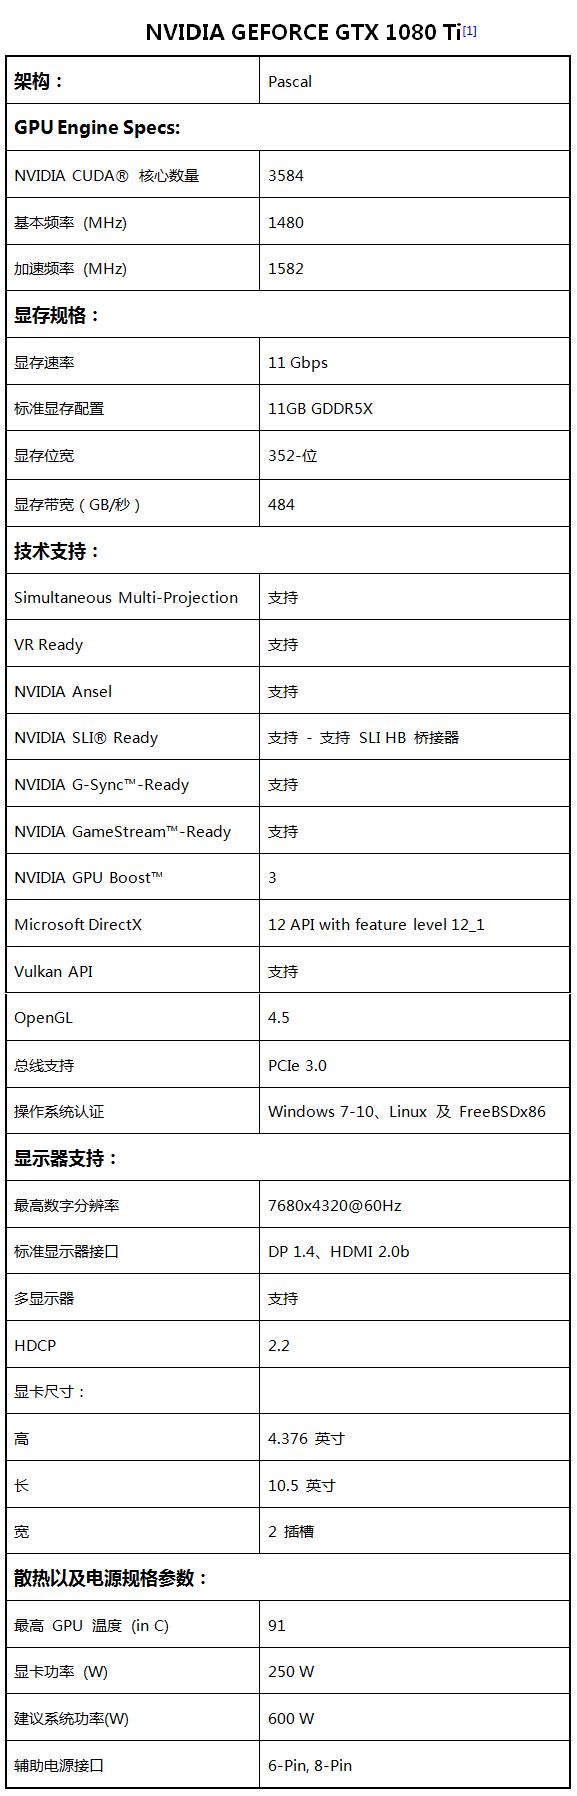 NVIDIA GEFORCE GTX 1080 Ti[1]
架构： Pascal
GPU Engine Specs:
NVIDIA CUDA® 核心数量 3584
基本频率 (MHz) 1480
加速频率 (MHz) 1582
显存规格：
显存速率 11 Gbps
标准显存配置 11GB GDDR5X
显存位宽 352-位
显存带宽（GB/秒） 484
技术支持：
Simultaneous Multi-Projection 支持
VR Ready 支持
NVIDIA Ansel 支持
NVIDIA SLI® Ready 支持 - 支持 SLI HB 桥接器
NVIDIA G-Sync™-Ready 支持
NVIDIA GameStream™-Ready 支持
NVIDIA GPU Boost™ 3
Microsoft DirectX 12 API with feature level 12_1
Vulkan API 支持
OpenGL 4.5
总线支持 PCIe 3.0
操作系统认证 Windows 7-10、Linux 及 FreeBSDx86
显示器支持：
最高数字分辨率 7680x4320@60Hz
标准显示器接口 DP 1.4、HDMI 2.0b
多显示器 支持
HDCP 2.2
显卡尺寸：
高 4.376 英寸
长 10.5 英寸
宽 2 插槽
散热以及电源规格参数：
最高 GPU 温度 (in C) 91
显卡功率 (W) 250 W
建议系统功率(W) 600 W
辅助电源接口 6-Pin, 8-Pin